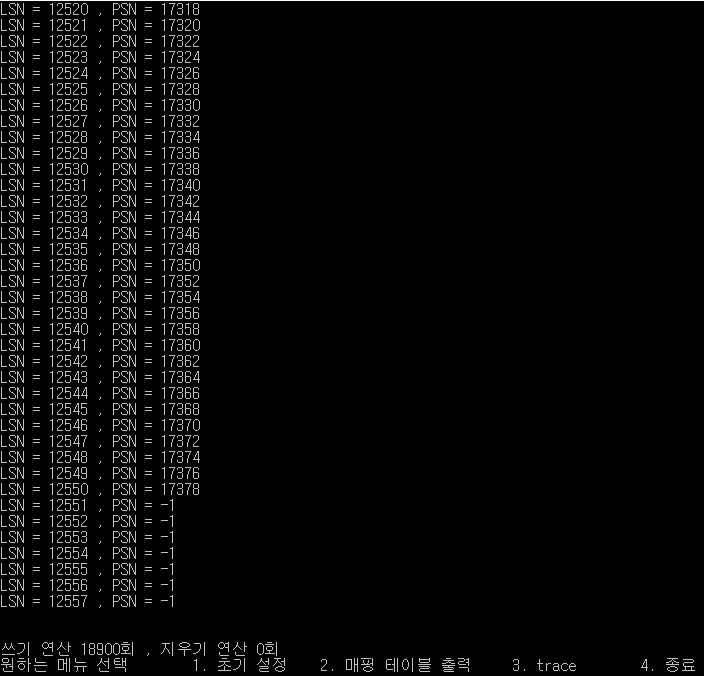 LSN = 12520 , PSN = 17318
LSN = 12521 , PSN = 17320
LSN = 12522 , PSN = 17322
LSN = 12523 , PSN = 17324
LSN = 12524 , PSN = 17326
LSN = 12525 , PSN = 17328
LSN = 12526 , PSN = 17330
LSN = 12527 , PSN = 17332
LSN = 12528 , PSN = 17334
LSN = 12529 , PSN = 17336
LSN = 12530 , PSN = 17338
LSN = 12531 , PSN = 17340
LSN = 12532 , PSN = 17342
LSN = 12533 , PSN = 17344
LSN = 12534 , PSN = 17346
LSN = 12535 , PSN = 17348
LSN = 12536 , PSN = 17350
LSN = 12537 , PSN = 17352
LSN = 12538 , PSN = 17354
LSN = 12539 , PSN = 17356
LSN = 12540 , PSN = 17358
LSN = 12541 , PSN = 17360
LSN = 12542 , PSN = 17362
LSN = 12543 , PSN = 17364
LSN = 12544 , PSN = 17366
LSN = 12545 , PSN = 17368
LSN = 12546 , PSN = 17370
LSN = 12547 , PSN = 17372
LSN = 12548 , PSN = 17374
LSN = 12549 , PSN = 17376
LSN = 12550 , PSN = 17378
LSN = 12551 , PSN = -1
LSN = 12552 , PSN = -1
LSN = 12553 , PSN = -1
LSN = 12554 , PSN = -1
LSN = 12555 , PSN = -1
LSN = 12556 , PSN = -1
LSN = 12557 , PSN = -1
쓰기 연산 18900회 , 지우기 연산 0회
원하는 메뉴 선택 1. 초기 설정 2. 매핑 테이블 출력 3. trace 4. 종료